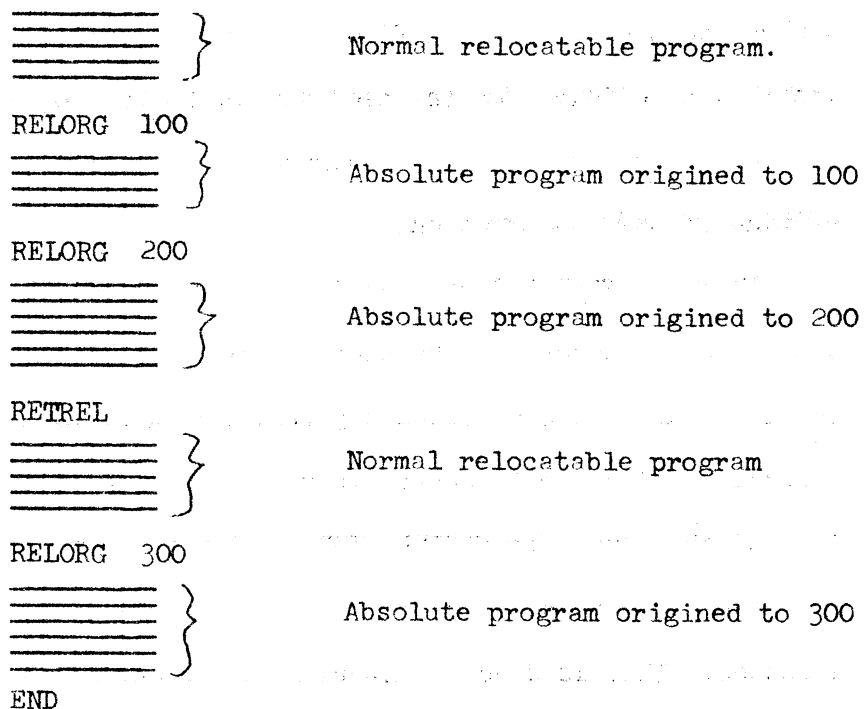 Normal relocatable program.
RELORG 100
Absolute program origined to 100
RELORG 200
Absolute program origined to 200
RETREL
Normal relocatable program
RELORG 300
Absolute program origined to 300
END